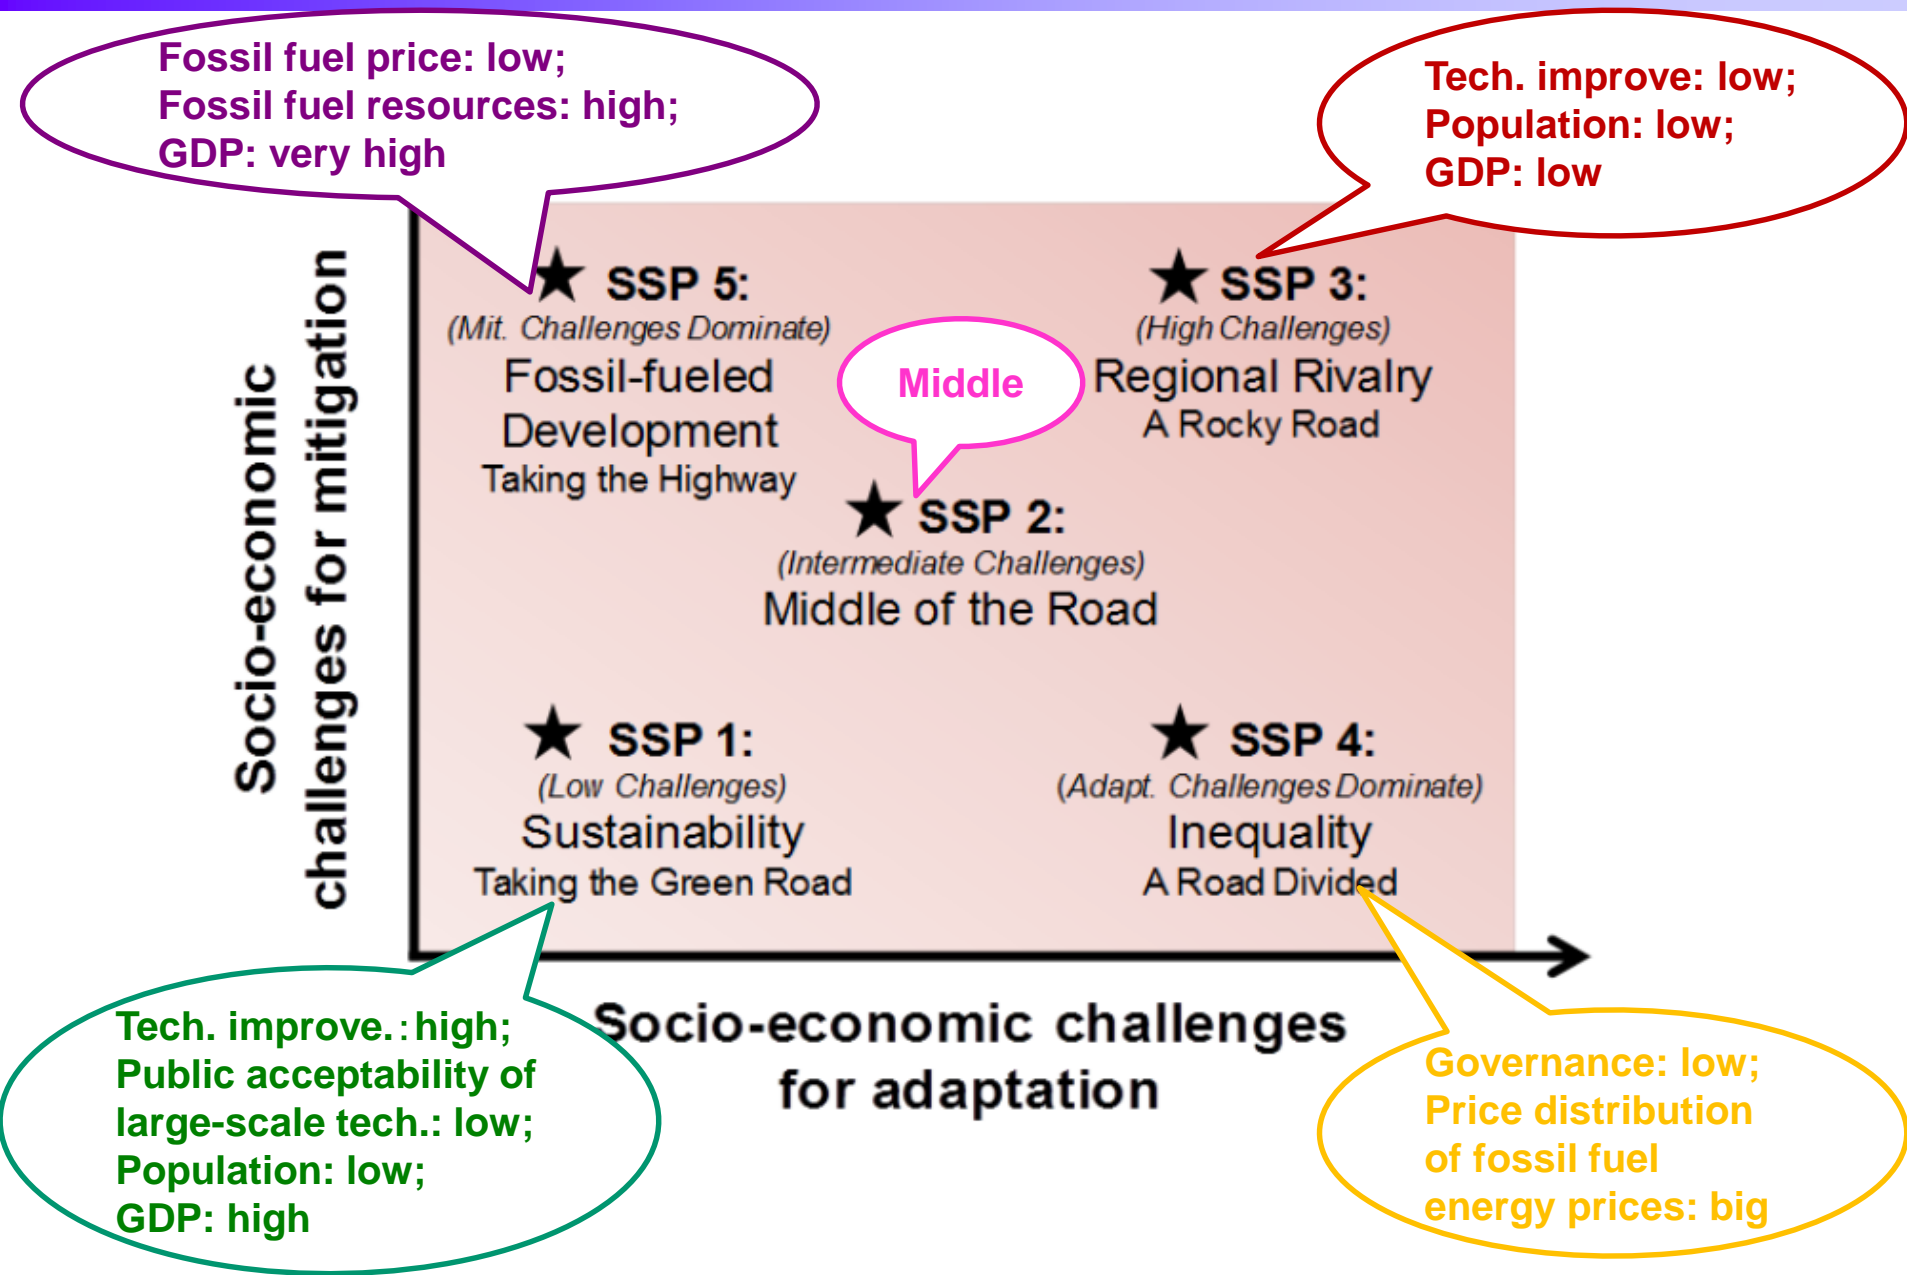 Fossil fuel price: low;
Fossil fuel resources: high;
GDP: very high
Tech. improve: low;
Population: low;
GDP: low
Socio-economic
challenges for mitigation
SSP 5:
(Mit. Challenges Dominate)
Fossil-fueled
Development
Taking the Highway
Middle
SSP 3:
(High Challenges)
Regional Rivalry
A Rocky Road
SSP 2:
(Intermediate Challenges)
Middle of the Road
SSP 1:
(Low Challenges)
Sustainability
Taking the Green Road
SSP 4:
(Adapt. Challenges Dominate)
Inequality
A Road Divided
Socio-economic challenges
for adaptation
Tech. improve.：high;
Public acceptability of
large-scale tech.: low;
Population: low;
GDP: high
Governance: low;
Price distribution
of fossil fuel
energy prices: big